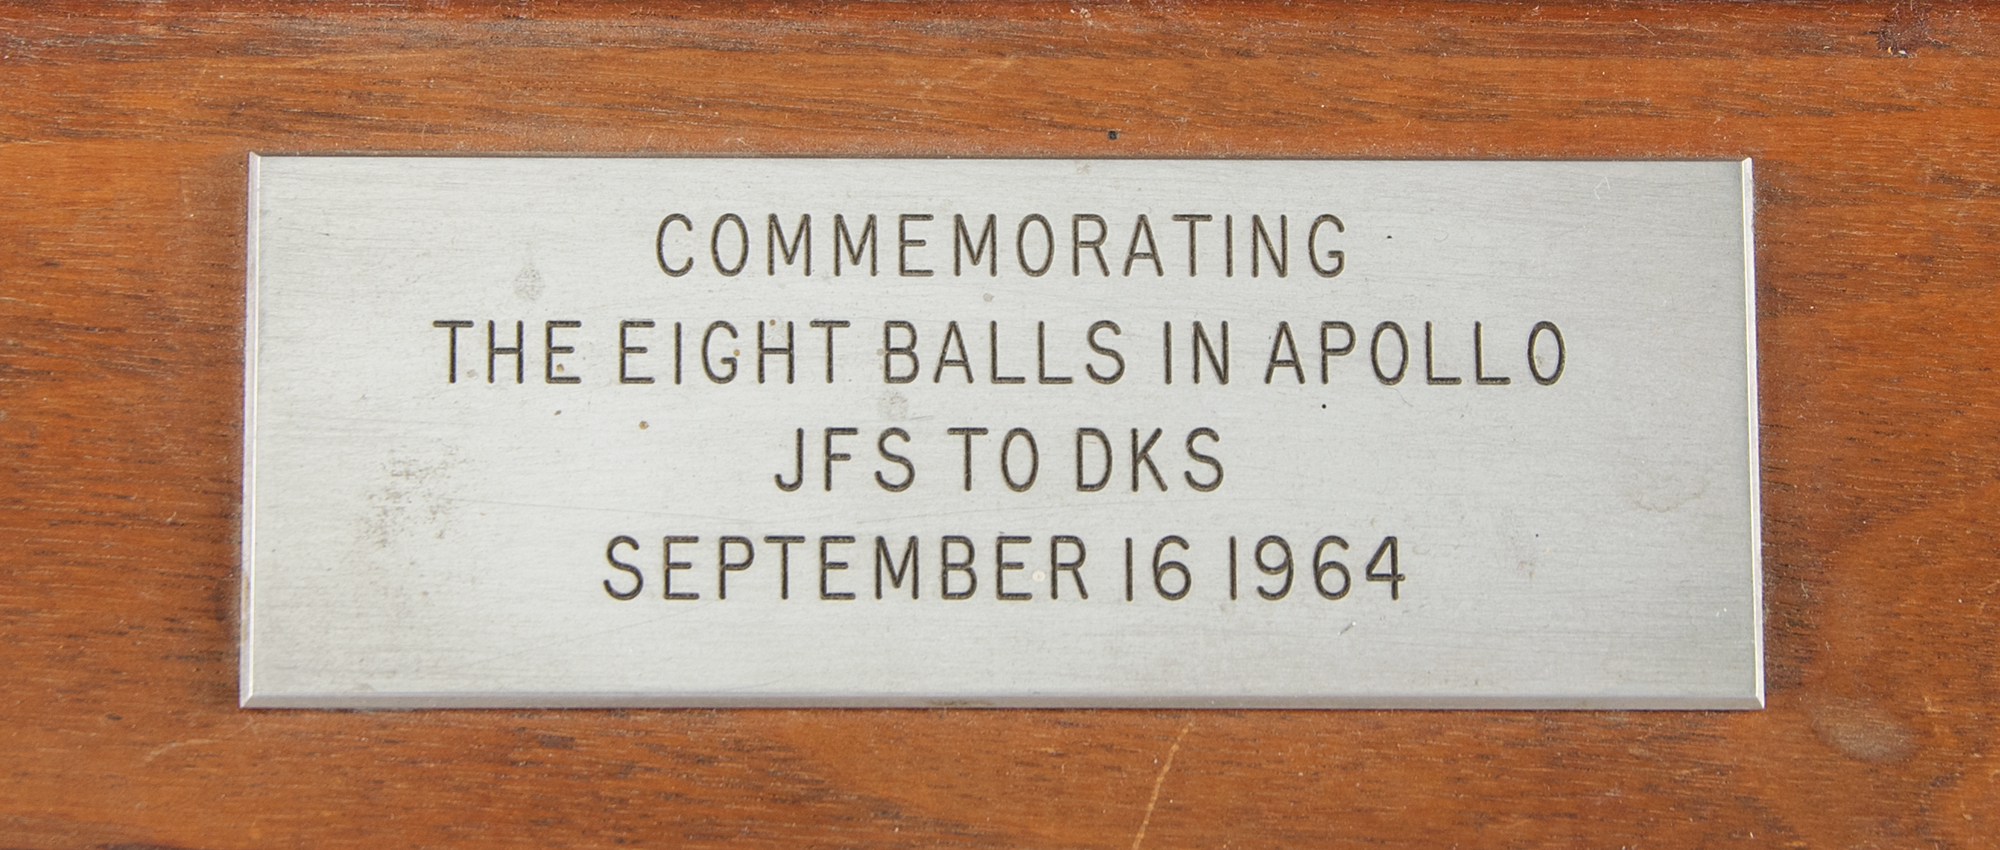 COMMEMORATING
THE EIGHT BALLS IN APOLLO
JFS TO DKS
SEPTEMBER 16 1964